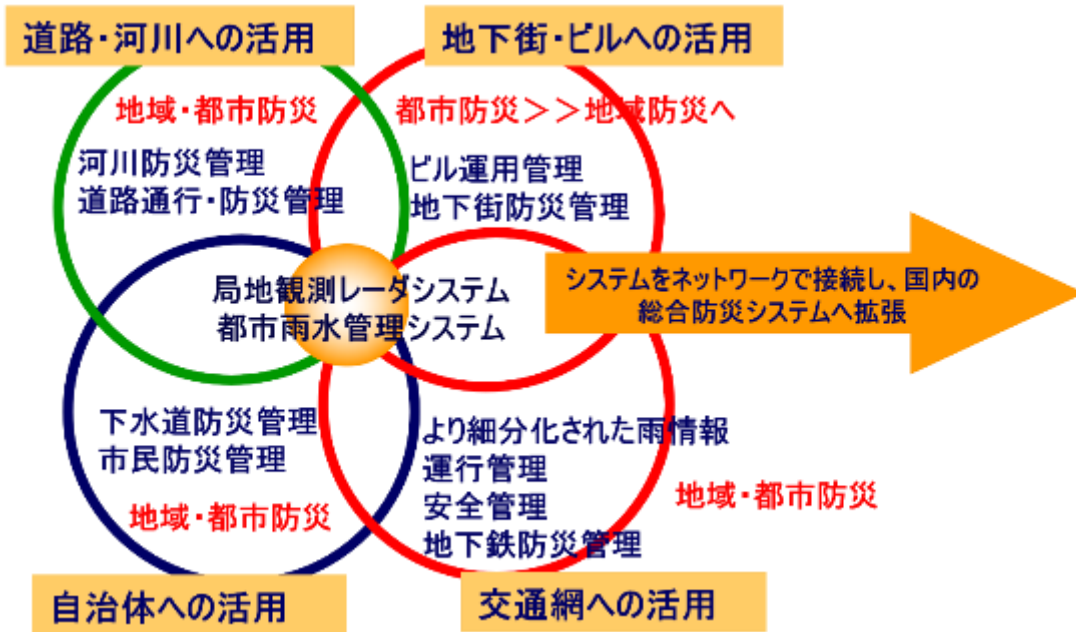 道路・河川への活用
地下街・ビルへの活用
地域・都市防災
都市防災>>地域防災へ
河川防災管理
道路通行・防災管理
ビル運用管理
地下街防災管理
局地観測レーダシステム
都市雨水管理システム
システムをネットワークで接続し、国内の
総合防災システムへ拡張
下水道防災管理
市民防災管理
地域・都市防災
より細分化された雨情報
運行管理
安全管理
地下鉄防災管理
地域・都市防災
自治体への活用
交通網への活用